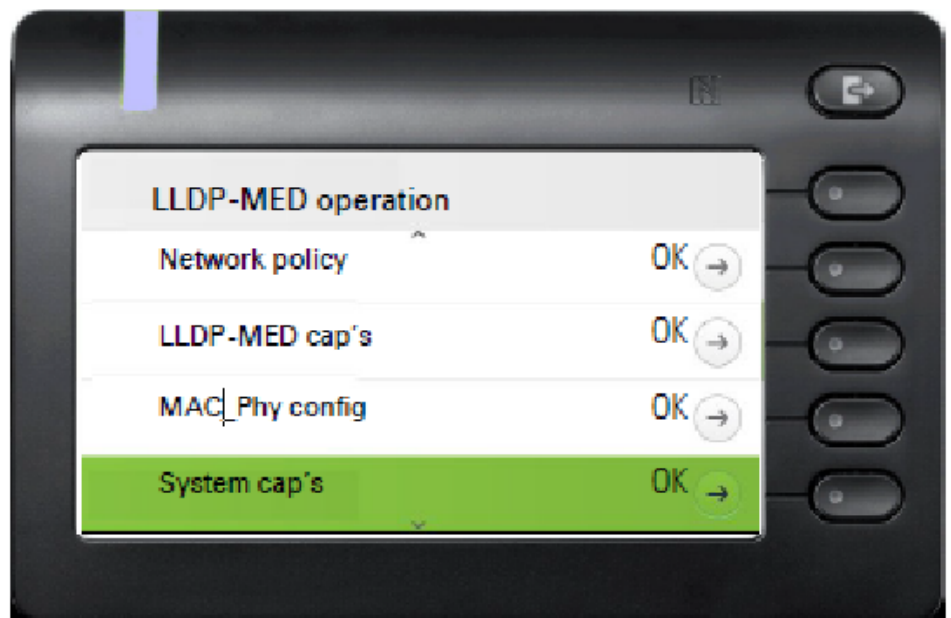 LLDP-MED operation
Network policy OK
LLDP-MED cap's OK
MAC_Phy config OK
System cap's OK